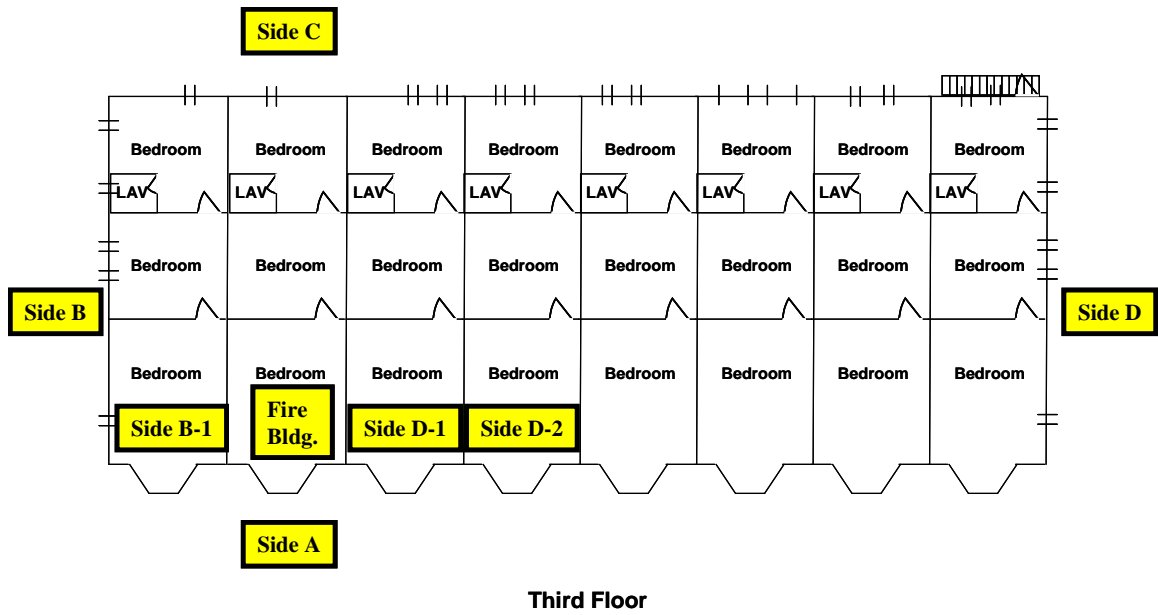 Side C
Bedroom Bedroom Bedroom Bedroom Bedroom Bedroom Bedroom Bedroom
LAV LAV LAV LAV LAV LAV LAV LAV
Bedroom Bedroom Bedroom Bedroom Bedroom Bedroom Bedroom Bedroom
Side B
Side D
Bedroom Bedroom Bedroom Bedroom Bedroom Bedroom Bedroom Bedroom
Side B-1
Fire
Bldg.
Side D-1
Side D-2
Side A
Third Floor